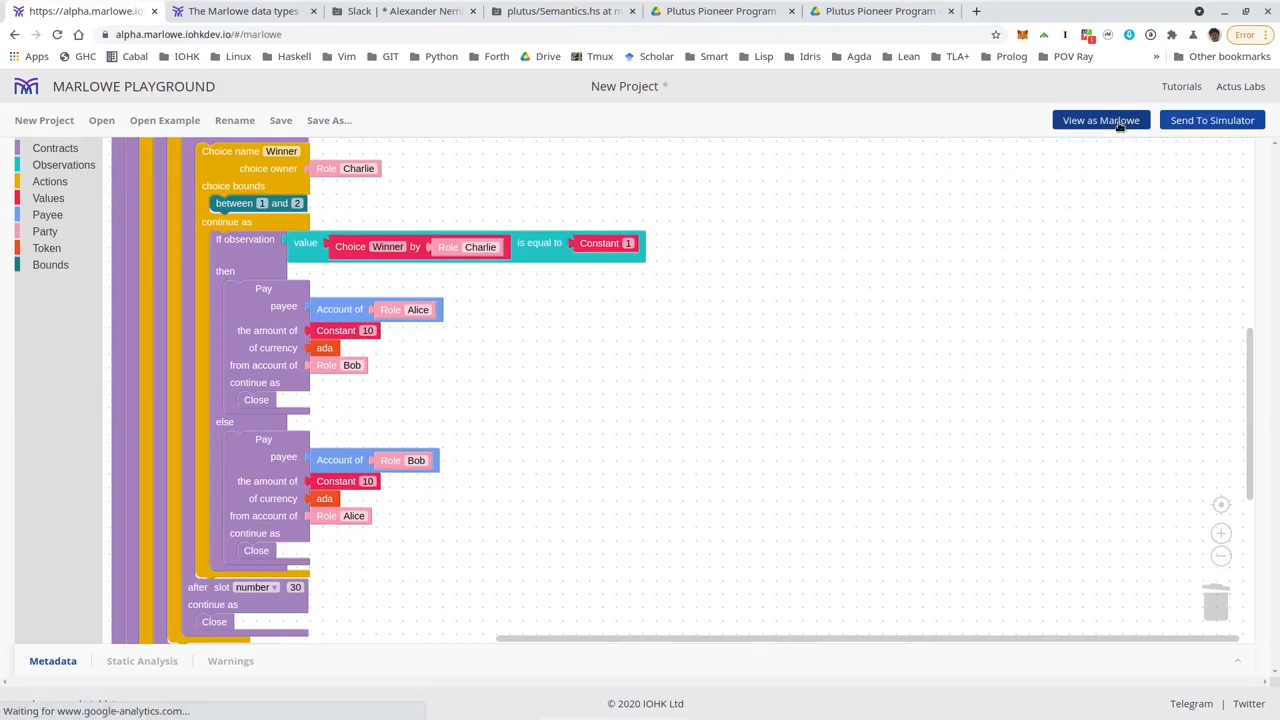 https://alpha.marlowe.io
The Marlowe data types
Slack | * Alexander Nem
plutus/Semantics.hs at m
Plutus Pioneer Program
Plutus Pioneer Program
alpha.marlowe.iohkdev.io/#/marlowe
Error
Apps GHC Cabal IOHK Linux Haskell Vim GIT Python Forth Drive Tmux Scholar Smart Lisp Idris Agda Lean TLA+ Prolog POV Ray » Other bookmarks
MARLOWE PLAYGROUND
New Project *
Tutorials Actus Labs
New Project Open Open Example Rename Save Save As...
View as Marlowe Send To Simulator
Contracts
Observations
Actions
Values
Payee
Party
Token
Bounds
Choice name Winner
choice owner Role Charlie
choice bounds
between 1 and 2
continue as
If observation value Choice Winner by Role Charlie is equal to Constant 1
then
Pay
payee Account of Role Alice
the amount of Constant 10
of currency ada
from account of Role Bob
continue as
Close
else
Pay
payee Account of Role Bob
the amount of Constant 10
of currency ada
from account of Role Alice
continue as
Close
after slot number 30
continue as
Close
Metadata Static Analysis Warnings
© 2020 IOHK Ltd
Telegram | Twitter
Waiting for www.google-analytics.com...